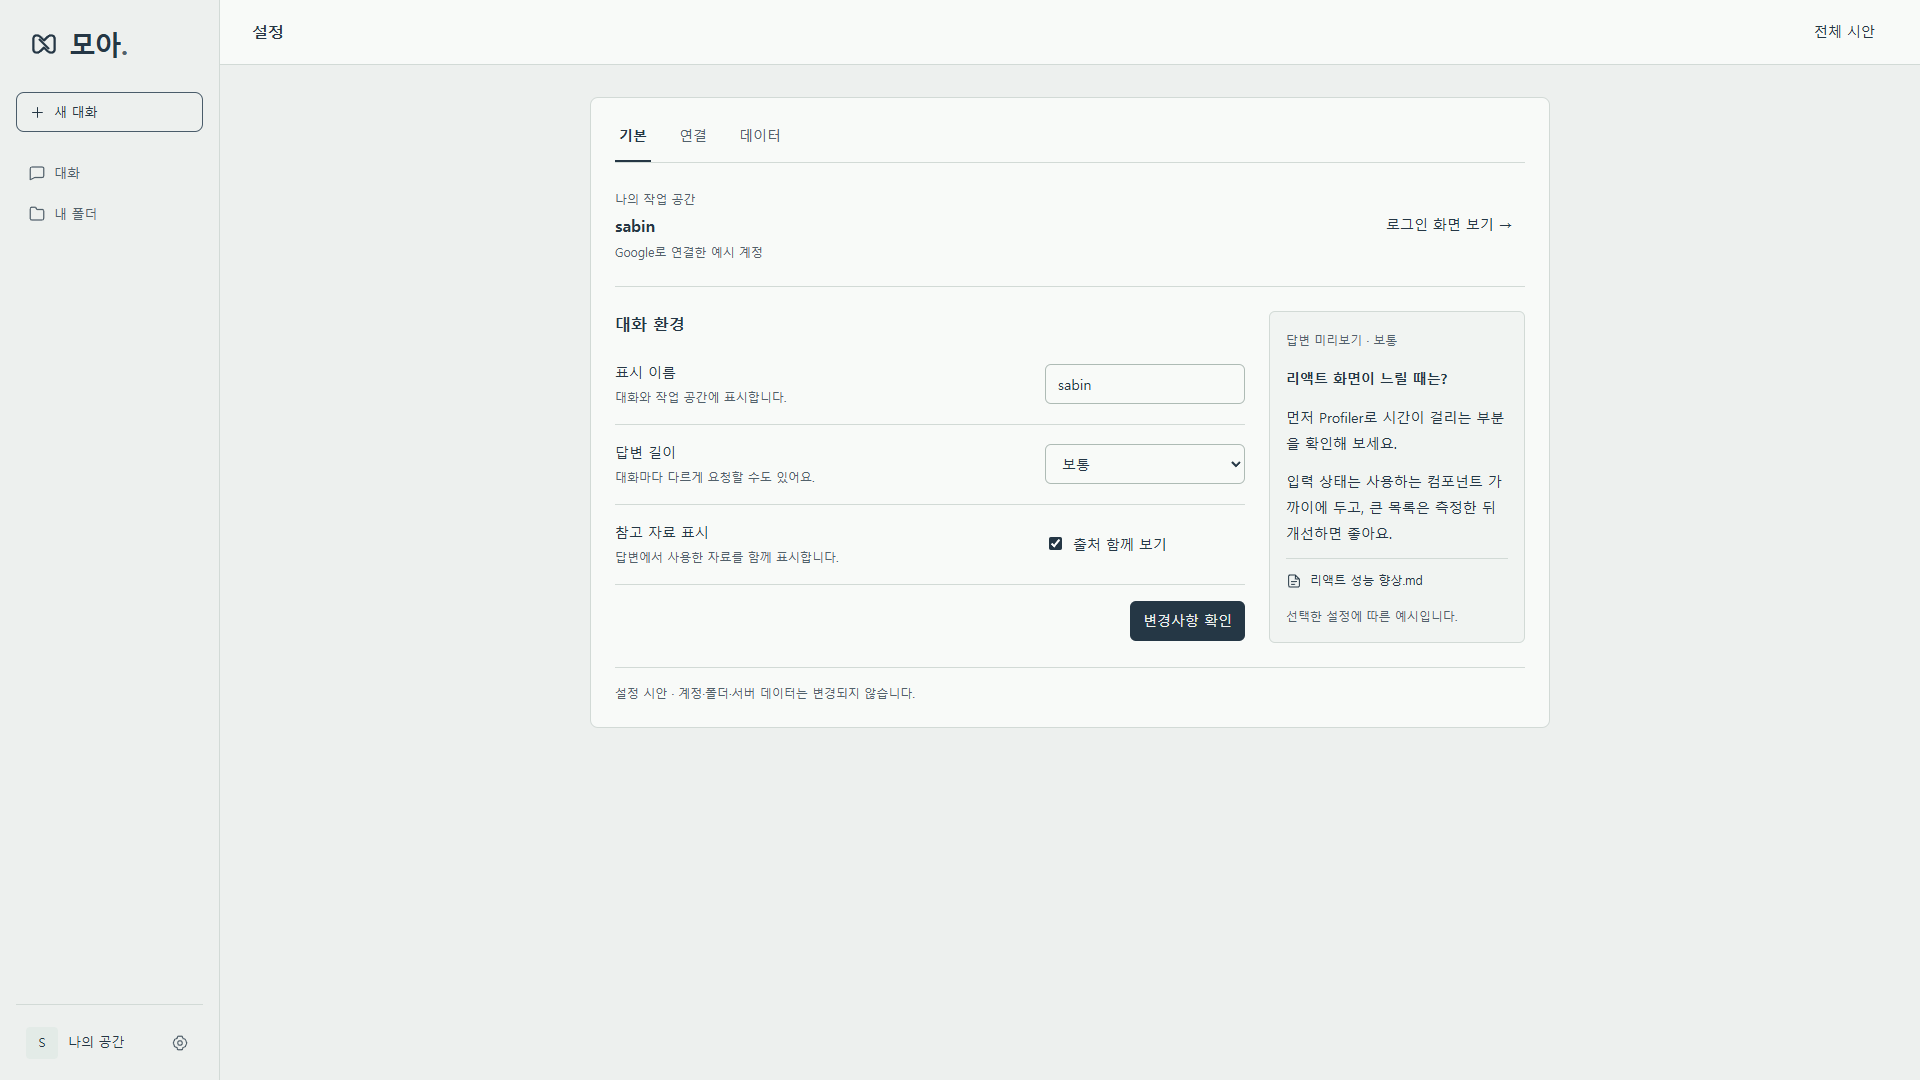 모아.
새 대화
대화
내 폴더
S 나의 공간
설정
전체 시안
기본 연결 데이터
나의 작업 공간
sabin
Google로 연결한 예시 계정
로그인 화면 보기 →
대화 환경
표시 이름
대화와 작업 공간에 표시합니다.
sabin
답변 길이
대화마다 다르게 요청할 수도 있어요.
보통
참고 자료 표시
답변에서 사용한 자료를 함께 표시합니다.
출처 함께 보기
변경사항 확인
답변 미리보기 · 보통
리액트 화면이 느릴 때는?
먼저 Profiler로 시간이 걸리는 부분
을 확인해 보세요.
입력 상태는 사용하는 컴포넌트 가
까이에 두고, 큰 목록은 측정한 뒤
개선하면 좋아요.
리액트 성능 향상.md
선택한 설정에 따른 예시입니다.
설정 시안 · 계정·폴더·서버 데이터는 변경되지 않습니다.